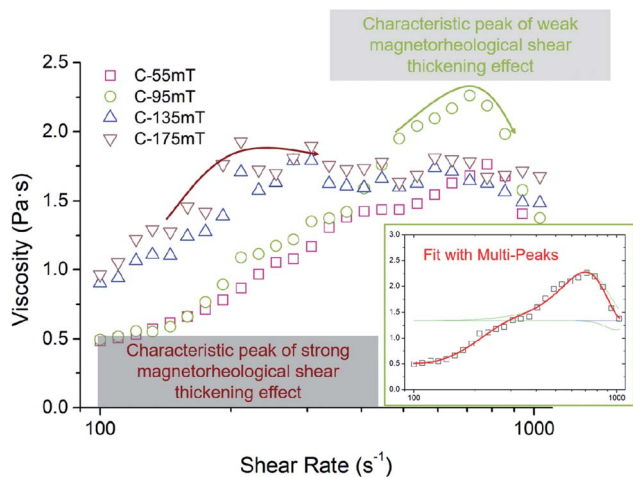 Characteristic peak of weak
magnetorheological shear
thickening effect
2.5
2.0
1.5
1.0
0.5
0.0
Viscosity (Pa·s)
C-55mT
C-95mT
C-135mT
C-175mT
Characteristic peak of strong
magnetorheological shear
thickening effect
Fit with Multi-Peaks
3.0
2.5
2.0
1.5
1.0
0.5
0.0
100
1000
100
1000
Shear Rate (s⁻¹)